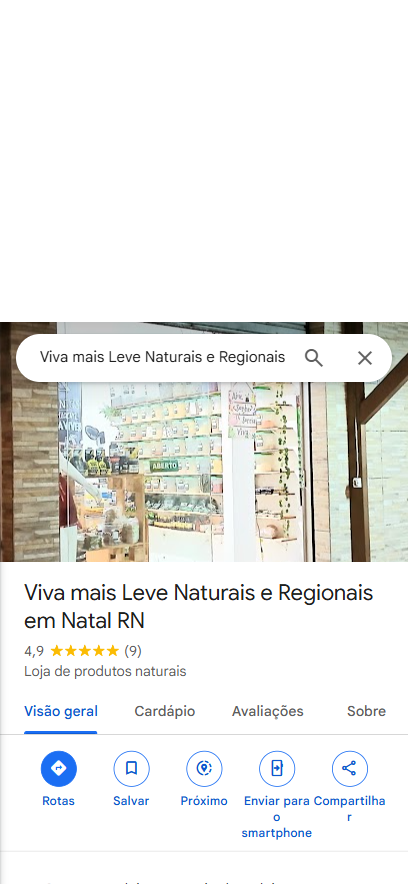 Viva mais Leve Naturais e Regionais
ABERTO
Viva mais Leve Naturais e Regionais
em Natal RN
4,9 ★★★★★ (9)
Loja de produtos naturais
Visão geral Cardápio Avaliações Sobre
Rotas Salvar Próximo Enviar para o smartphone Compartilhar